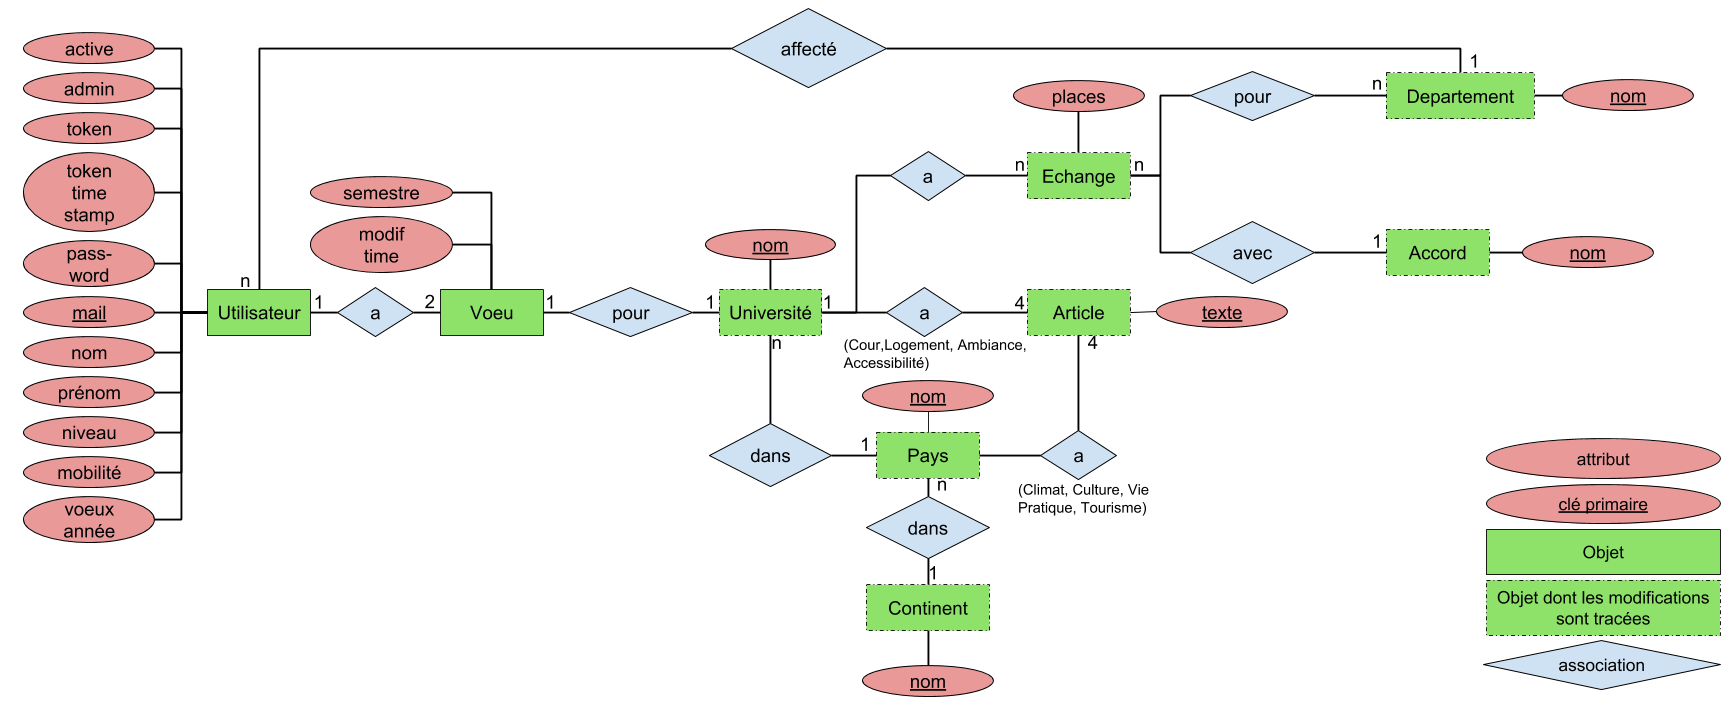 active
admin
token
token
time
stamp
pass-
word
mail
nom
prénom
niveau
mobilité
voeux
année
affecté
n
1
Utilisateur
1
a
2
semestre
modif
time
Voeu
1
pour
1
nom
Université
1
n
a
n
places
Echange
n
pour
n
Departement
nom
avec
1
Accord
nom
a
4
(Cour,Logement, Ambiance,
Accessibilité)
Article
texte
4
dans
1
nom
Pays
n
a
(Climat, Culture, Vie
Pratique, Tourisme)
dans
1
Continent
nom
attribut
clé primaire
Objet
Objet dont les modifications
sont tracées
association